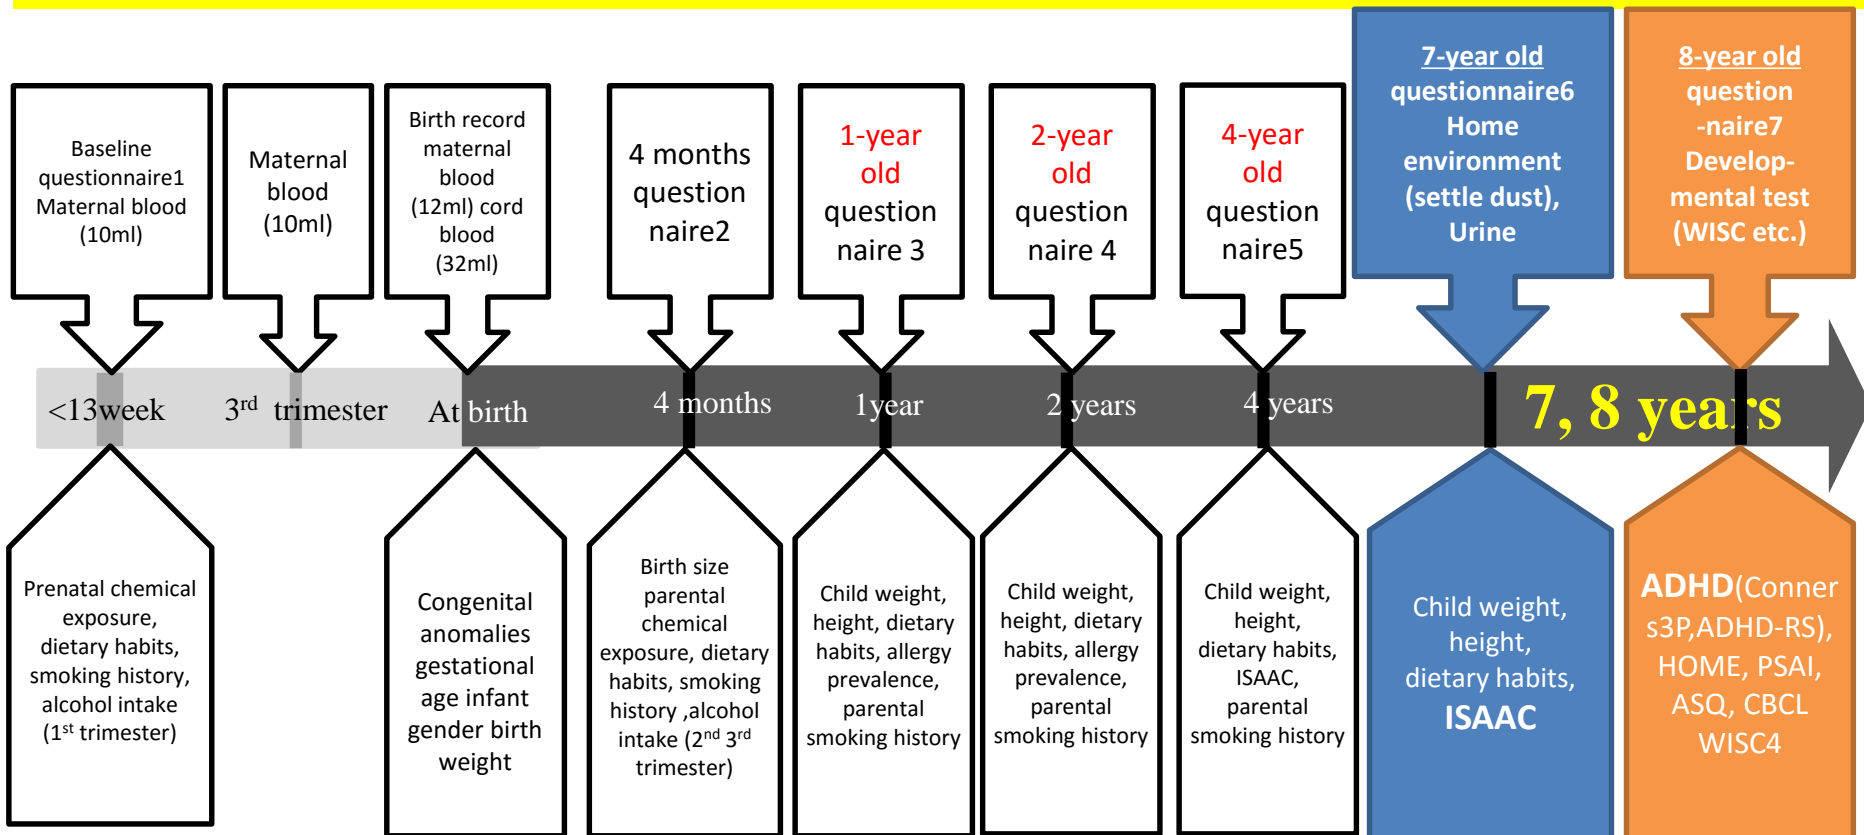 Baseline
questionnaire1
Maternal blood
(10ml)
Maternal
blood
(10ml)
Birth record
maternal
blood
(12ml) cord
blood
(32ml)
4 months
question
naire2
1-year
old
question
naire 3
2-year
old
question
naire 4
4-year
old
question
naire5
7-year old
questionnaire6
Home
environment
(settle dust),
Urine
8-year old
question
-naire7
Develop-
mental test
(WISC etc.)
<13week
3rd trimester
At birth
4 months
1year
2 years
4 years
7, 8 years
Prenatal chemical
exposure,
dietary habits,
smoking history,
alcohol intake
(1st trimester)
Congenital
anomalies
gestational
age infant
gender birth
weight
Birth size
parental
chemical
exposure, dietary
habits, smoking
history ,alcohol
intake (2nd 3rd
trimester)
Child weight,
height, dietary
habits, allergy
prevalence,
parental
smoking history
Child weight,
height, dietary
habits, allergy
prevalence,
parental
smoking history
Child weight,
height,
dietary habits,
ISAAC,
parental
smoking history
Child weight,
height,
dietary habits,
ISAAC
ADHD(Conner
s3P,ADHD-RS),
HOME, PSAI,
ASQ, CBCL
WISC4